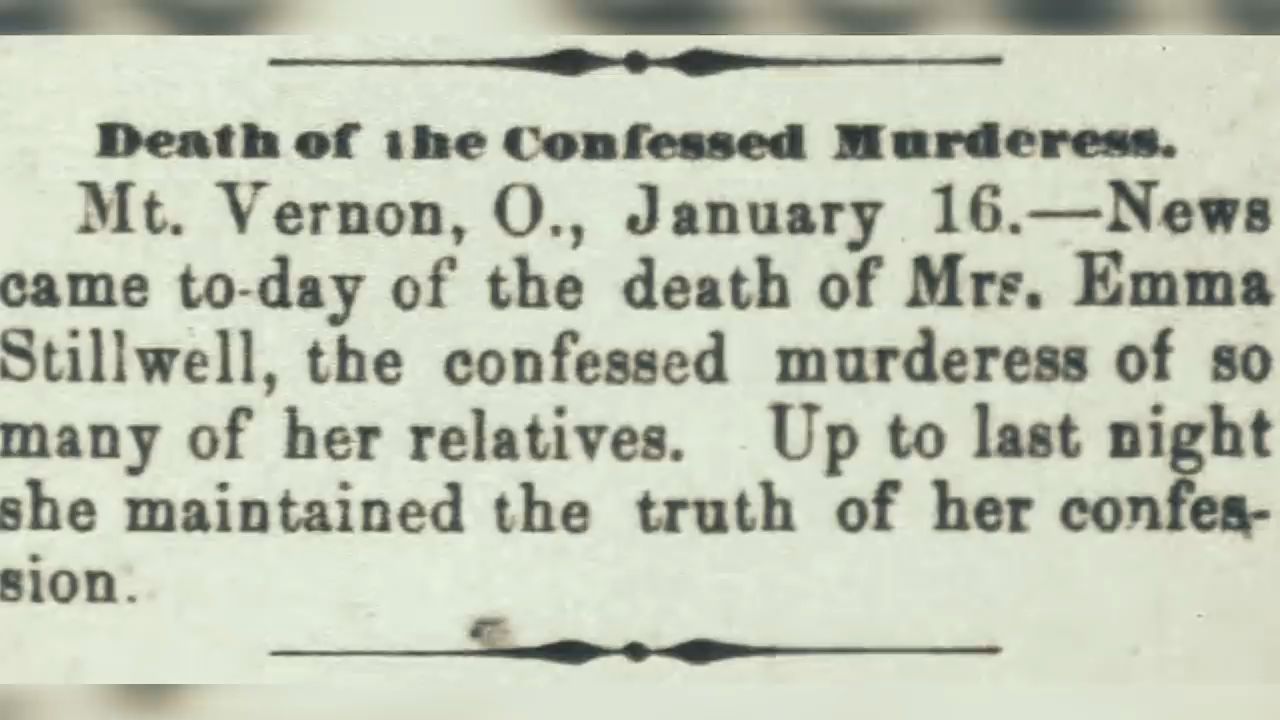 Death of the Confessed Murderess.
Mt. Vernon, O., January 16.—News
came to-day of the death of Mrs. Emma
Stillwell, the confessed murderess of so
many of her relatives. Up to last night
she maintained the truth of her confes-
sion.